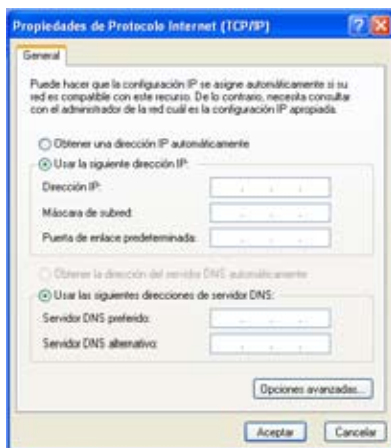 Propiedades de Protocolo Internet (TCP/IP)
General
Puede hacer que la configuración IP se asigne automáticamente si su
red es compatible con este recurso. De lo contrario, necesita consultar
con el administrador de la red cuál es la configuración IP apropiada.
Obtener una dirección IP automáticamente
Usar la siguiente dirección IP:
Dirección IP:
Máscara de subred:
Puerta de enlace predeterminada:
Obtener la dirección del servidor DNS automáticamente
Usar las siguientes direcciones de servidor DNS:
Servidor DNS preferido:
Servidor DNS alternativo:
Opciones avanzadas...
Aceptar
Cancelar